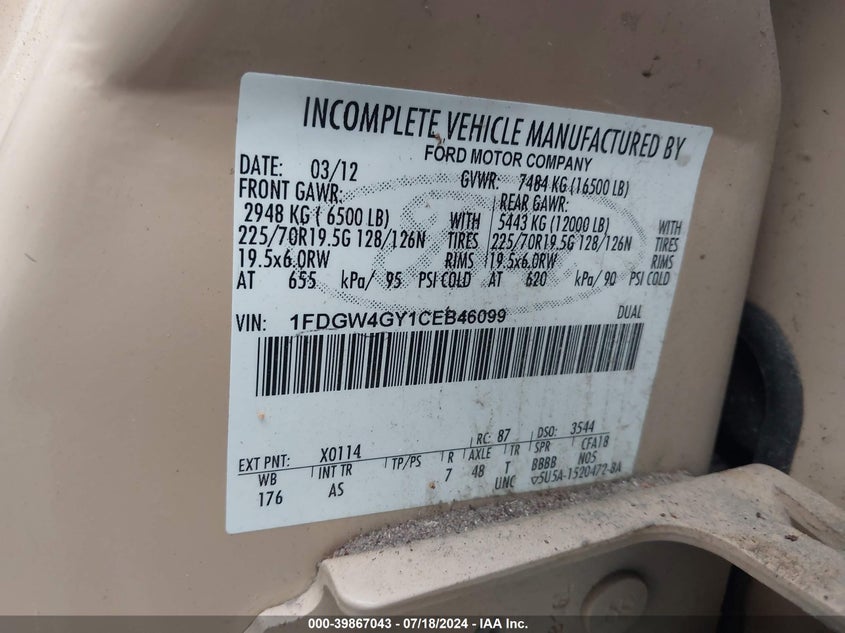 INCOMPLETE VEHICLE MANUFACTURED BY
FORD MOTOR COMPANY
DATE: 03/12 GVWR: 7484 KG (16500 LB)
FRONT GAWR: REAR GAWR:
2948 KG ( 6500 LB) WITH 5443 KG (12000 LB) WITH
225/70R19.5G 128/126N TIRES 225/70R19.5G 128/126N TIRES
19.5x6.0RW RIMS 19.5x6.0RW RIMS
AT 655 kPa/ 95 PSI COLD AT 620 kPa/ 90 PSI COLD
VIN: 1FDGW4GY1CEB46099 DUAL
EXT PNT: X0114 RC: 87 DSO: 3544
WB INT TR TP/PS R AXLE TR SPR CFA18
176 AS 7 48 T BBBB N05
UNC 5U5A-1520472-BA
000-39867043 / 07/18/2024 - IAA Inc.